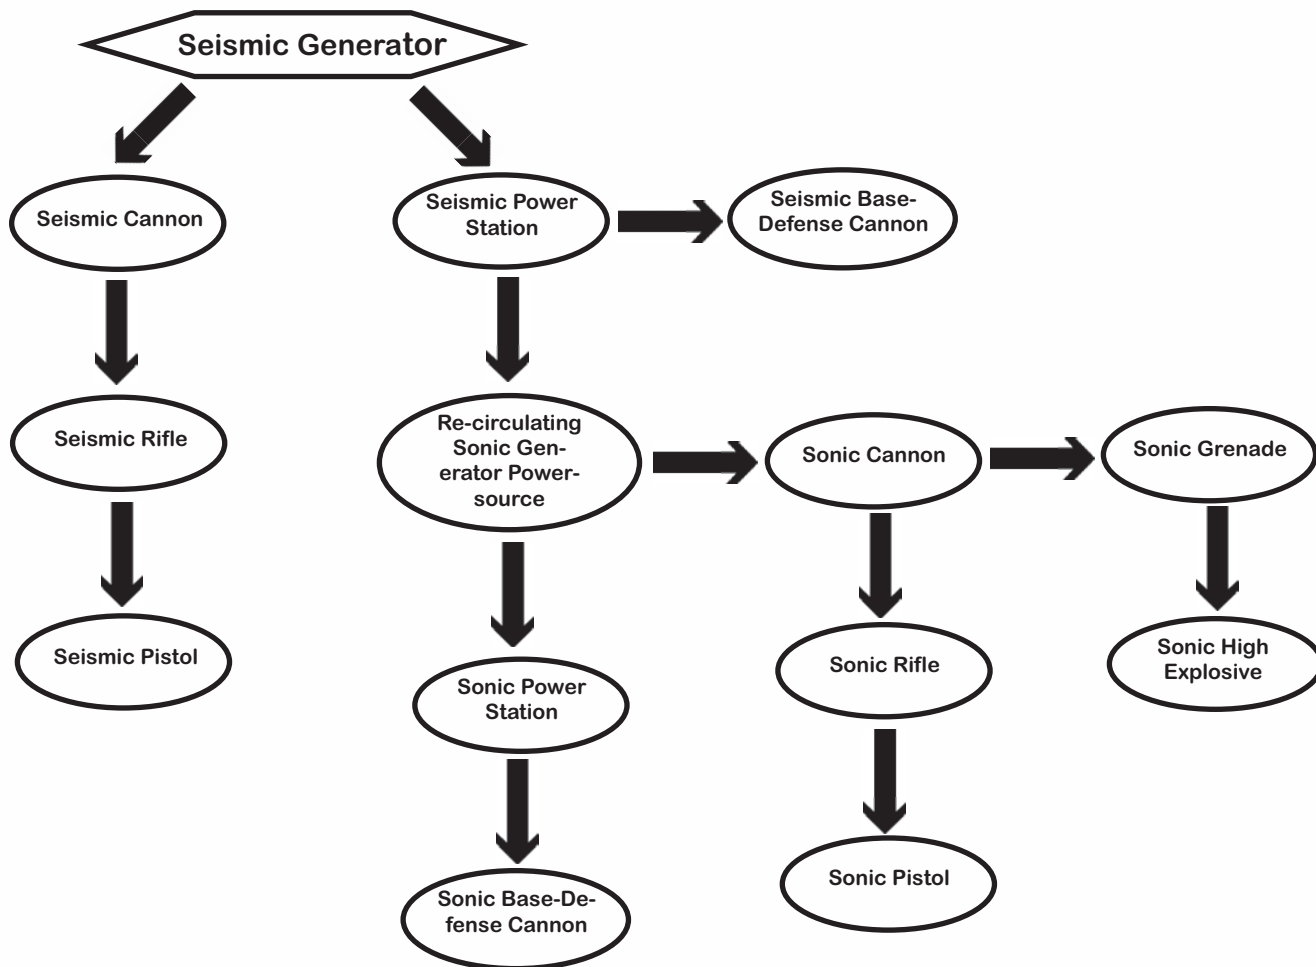 Seismic Generator
Seismic Cannon
Seismic Power
Station
Seismic Base-
Defense Cannon
Seismic Rifle
Re-circulating
Sonic Gen-
erator Power-
source
Sonic Cannon
Sonic Grenade
Seismic Pistol
Sonic Power
Station
Sonic Rifle
Sonic High
Explosive
Sonic Base-De-
fense Cannon
Sonic Pistol